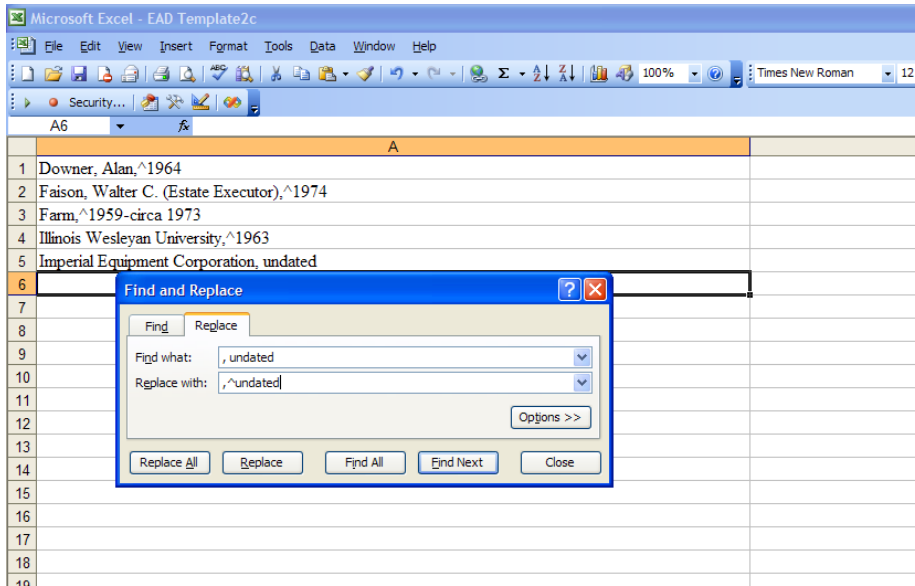 Microsoft Excel - EAD Template2c
File Edit View Insert Format Tools Data Window Help
100% Times New Roman 12
Security...
A6 fx
A
1 Downer, Alan,^1964
2 Faison, Walter C. (Estate Executor),^1974
3 Farm,^1959-circa 1973
4 Illinois Wesleyan University,^1963
5 Imperial Equipment Corporation, undated
6 Find and Replace
7
8 Find Replace
9 Find what: , undated
10 Replace with: ,^undated
11
12 Options >>
13
14 Replace All Replace Find All Find Next Close
15
16
17
18
19